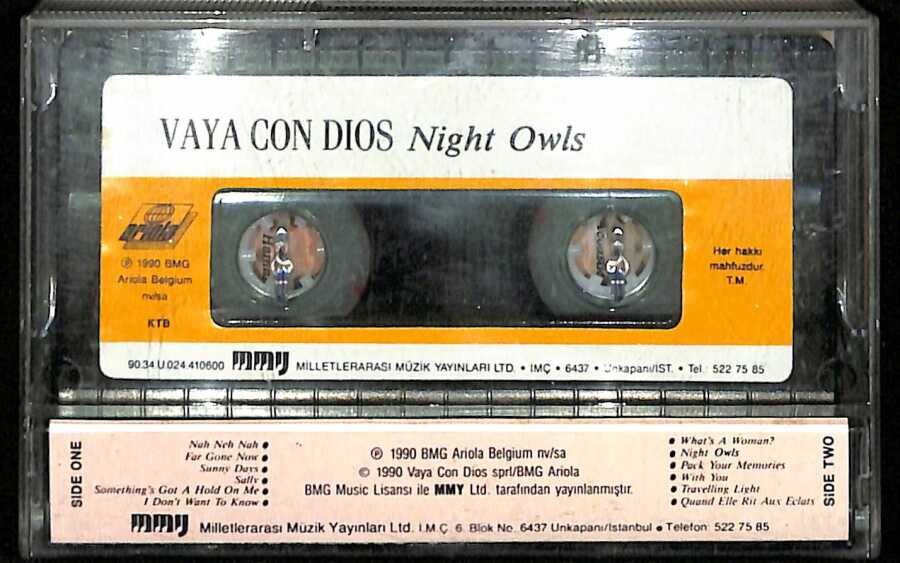 VAYA CON DIOS Night Owls
ariola
℗ 1990 BMG
Ariola Belgium
nv/sa
KTB
Her hakkı
mahfuzdur.
T.M.
90.34.U.024.410600 mmy MİLLETLERARASI MÜZİK YAYINLARI LTD. • İMÇ • 6437 • Unkapanı/İST. • Tel.: 522 75 85
SIDE ONE
Nah Neh Nah •
Far Gone Now •
Sunny Days •
Sally •
Something's Got A Hold On Me •
I Don't Want To Know •
℗ 1990 BMG Ariola Belgium nv/sa
© 1990 Vaya Con Dios sprl/BMG Ariola
BMG Music Lisansı ile MMY Ltd. tarafından yayınlanmıştır.
• What's A Woman?
• Night Owls
• Pack Your Memories
• With You
• Travelling Light
• Quand Elle Rit Aux Eclats
SIDE TWO
mmy Milletlerarası Müzik Yayınları Ltd. İ.M.Ç. 6. Blok No. 6437 Unkapanı/İstanbul • Telefon: 522 75 85